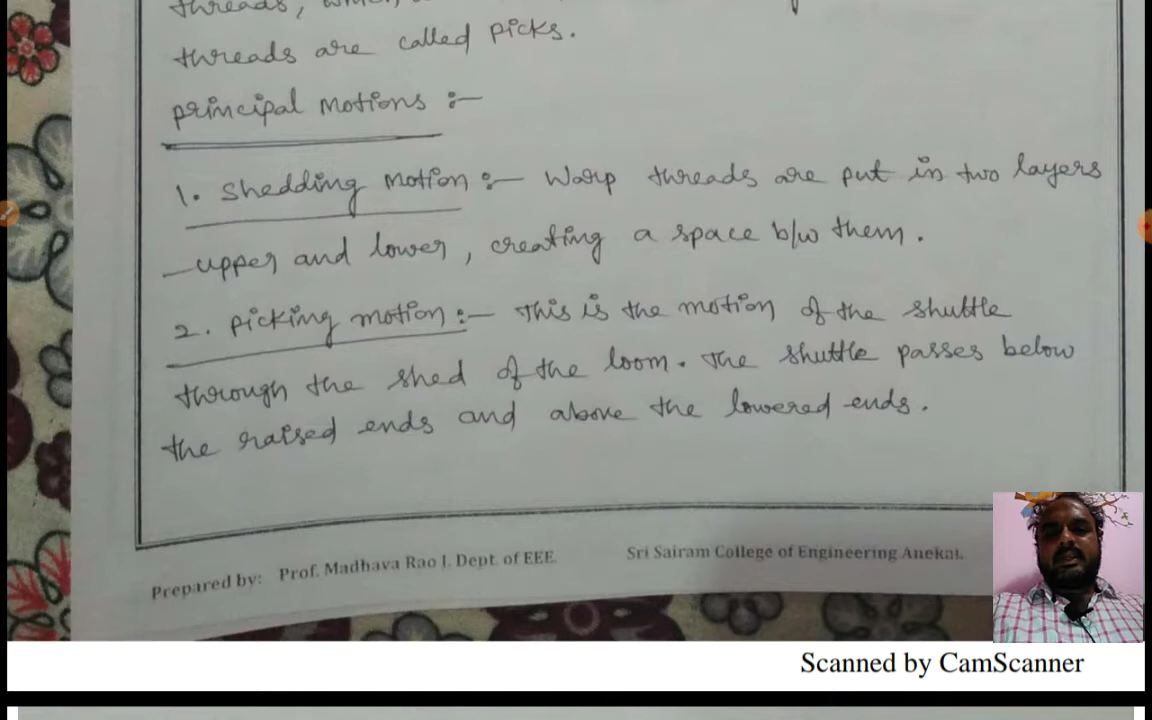 threads,
threads are called picks.
principal motions :-
1. Shedding motion :- Warp threads are put in two layers
-upper and lower, creating a space b/w them.
2. picking motion :- This is the motion of the shuttle
through the shed of the loom. The shuttle passes below
the raised ends and above the lowered ends.
Prepared by: Prof. Madhava Rao J. Dept. of EEE. Sri Sairam College of Engineering Anekal.
Scanned by CamScanner